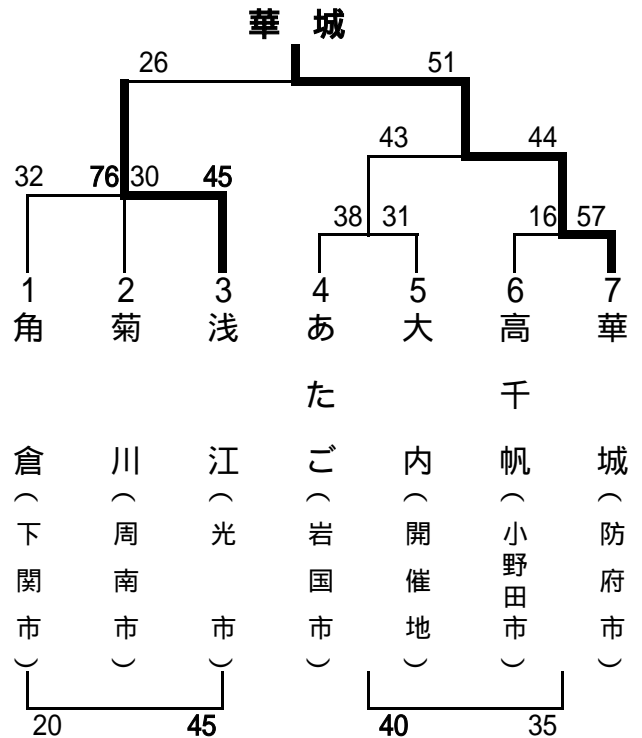 華 城
26 51
43 44
32 76 30 45
38 31 16 57
1 2 3 4 5 6 7
角倉（下関市）
菊川（周南市）
浅江（光市）
あたご（岩国市）
大内（開催地）
高千帆（小野田市）
華城（防府市）
20 45 40 35